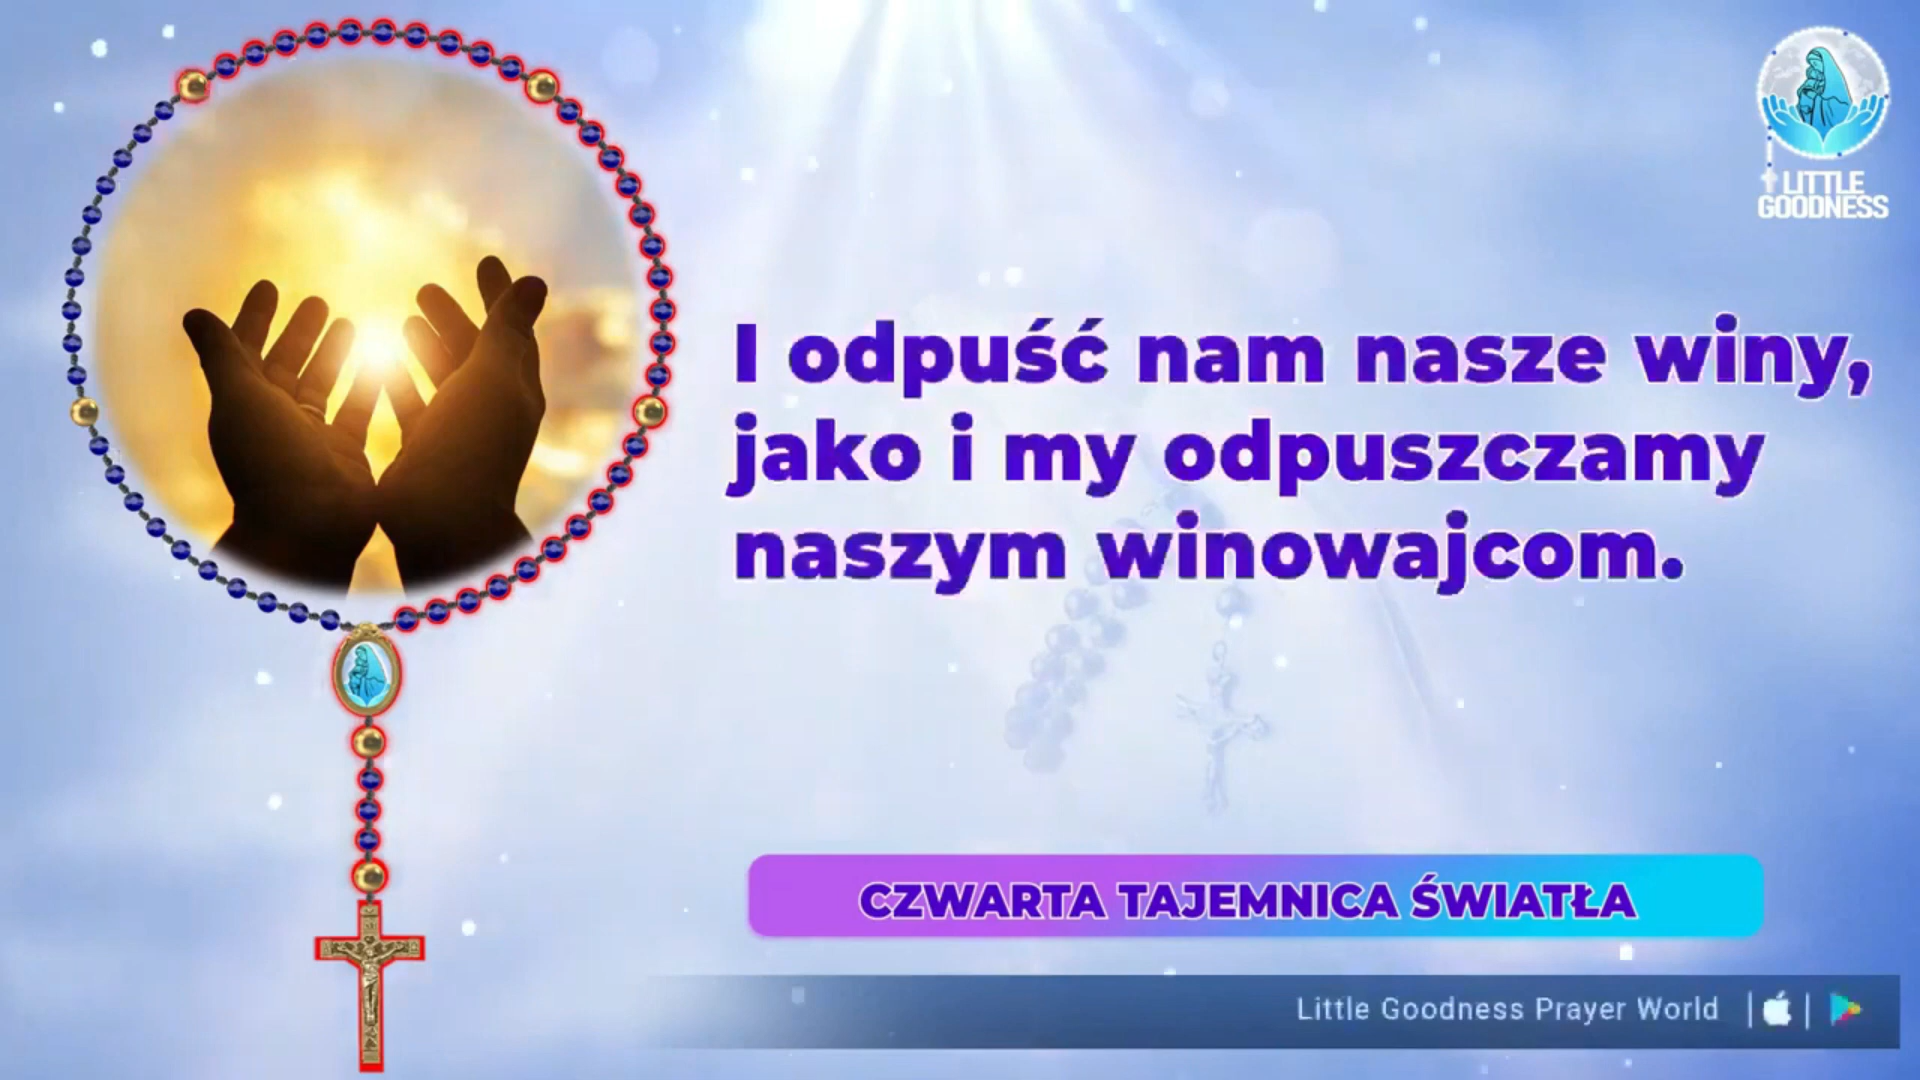 LITTLE
GOODNESS
I odpuść nam nasze winy,
jako i my odpuszczamy
naszym winowajcom.
CZWARTA TAJEMNICA ŚWIATŁA
Little Goodness Prayer World